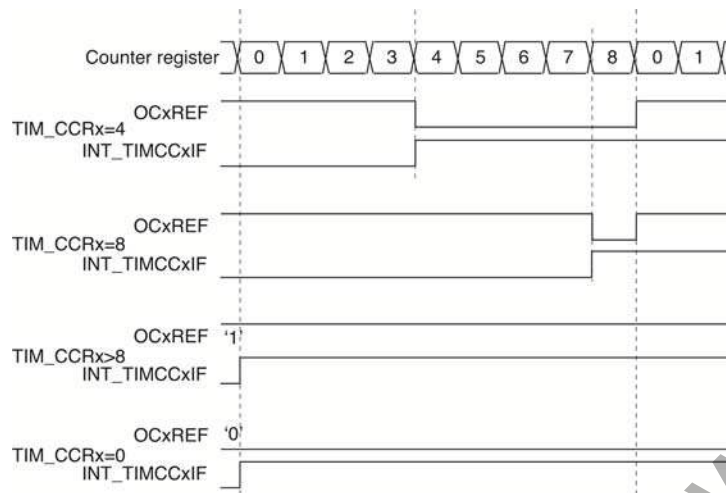 Counter register 0 1 2 3 4 5 6 7 8 0 1
OCxREF
TIM_CCRx=4
INT_TIMCCxIF
OCxREF
TIM_CCRx=8
INT_TIMCCxIF
OCxREF '1'
TIM_CCRx>8
INT_TIMCCxIF
OCxREF '0'
TIM_CCRx=0
INT_TIMCCxIF